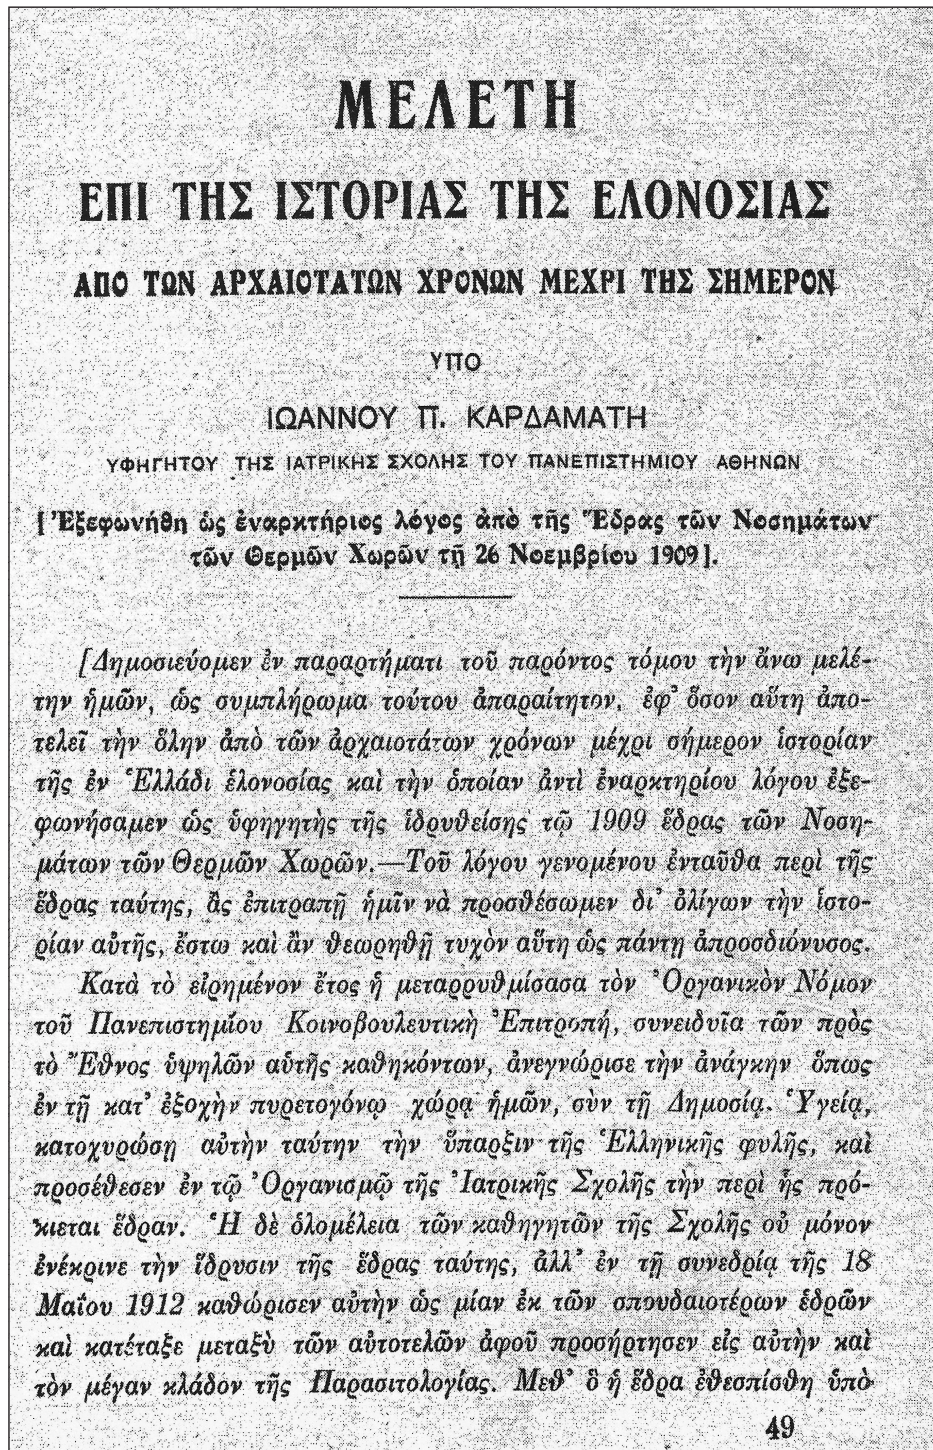 ΜΕΛΕΤΗ
ΕΠΙ ΤΗΣ ΙΣΤΟΡΙΑΣ ΤΗΣ ΕΛΟΝΟΣΙΑΣ
ΑΠΟ ΤΩΝ ΑΡΧΑΙΟΤΑΤΩΝ ΧΡΟΝΩΝ ΜΕΧΡΙ ΤΗΣ ΣΗΜΕΡΟΝ
ΥΠΟ
ΙΩΑΝΝΟΥ Π. ΚΑΡΔΑΜΑΤΗ
ΥΦΗΓΗΤΟΥ ΤΗΣ ΙΑΤΡΙΚΗΣ ΣΧΟΛΗΣ ΤΟΥ ΠΑΝΕΠΙΣΤΗΜΙΟΥ ΑΘΗΝΩΝ
[Ἐξεφωνήθη ὡς ἐναρκτήριος λόγος ἀπὸ τῆς Ἕδρας τῶν Νοσημάτων
τῶν Θερμῶν Χωρῶν τῇ 26 Νοεμβρίου 1909].
[Δημοσιεύομεν ἐν παραρτήματι τοῦ παρόντος τόμου τὴν ἄνω μελέ-
την ἡμῶν, ὡς συμπλήρωμα τούτου ἀπαραίτητον, ἐφ’ ὅσον αὕτη ἀπο-
τελεῖ τὴν ὅλην ἀπὸ τῶν ἀρχαιοτάτων χρόνων μέχρι σήμερον ἱστορίαν
τῆς ἐν Ἑλλάδι ἑλονοσίας καὶ τὴν ὁποίαν ἀντὶ ἐναρκτηρίου λόγου ἐξε-
φωνήσαμεν ὡς ὑφηγητὴς τῆς ἱδρυθείσης τῷ 1909 ἕδρας τῶν Νοση-
μάτων τῶν Θερμῶν Χωρῶν.—Τοῦ λόγου γενομένου ἐνταῦθα περὶ τῆς
ἕδρας ταύτης, ἂς ἐπιτραπῇ ἡμῖν νὰ προσθέσωμεν δι’ ὀλίγων τὴν ἱστο-
ρίαν αὐτῆς, ἔστω καὶ ἂν θεωρηθῇ τυχὸν αὕτη ὡς πάντῃ ἀπροσδιόνυσος.
Κατὰ τὸ εἰρημένον ἔτος ἡ μεταρρυθμίσασα τὸν Ὀργανικὸν Νόμον
τοῦ Πανεπιστημίου Κοινοβουλευτικὴ Ἐπιτροπή, συνειδυῖα τῶν πρὸς
τὸ Ἔθνος ὑψηλῶν αὐτῆς καθηκόντων, ἀνεγνώρισε τὴν ἀνάγκην ὅπως
ἐν τῇ κατ’ ἐξοχὴν πυρετογόνῳ χώρᾳ ἡμῶν, σὺν τῇ Δημοσίᾳ. Ὑγείᾳ,
κατοχυρώσῃ αὐτὴν ταύτην τὴν ὕπαρξιν τῆς Ἑλληνικῆς φυλῆς, καὶ
προσέθεσεν ἐν τῷ Ὀργανισμῷ τῆς Ἰατρικῆς Σχολῆς τὴν περὶ ἧς πρό-
κιεται ἕδραν. Ἡ δὲ ὁλομέλεια τῶν καθηγητῶν τῆς Σχολῆς οὐ μόνον
ἐνέκρινε τὴν ἵδρυσιν τῆς ἕδρας ταύτης, ἀλλ’ ἐν τῇ συνεδρίᾳ τῆς 18
Μαΐου 1912 καθώρισεν αὐτὴν ὡς μίαν ἐκ τῶν σπουδαιοτέρων ἑδρῶν
καὶ κατέταξε μεταξὺ τῶν αὐτοτελῶν ἀφοῦ προσήρτησεν εἰς αὐτὴν καὶ
τὸν μέγαν κλάδον τῆς Παρασιτολογίας. Μεθ’ ὃ ἡ ἕδρα ἐθεσπίσθη ὑπὸ
49